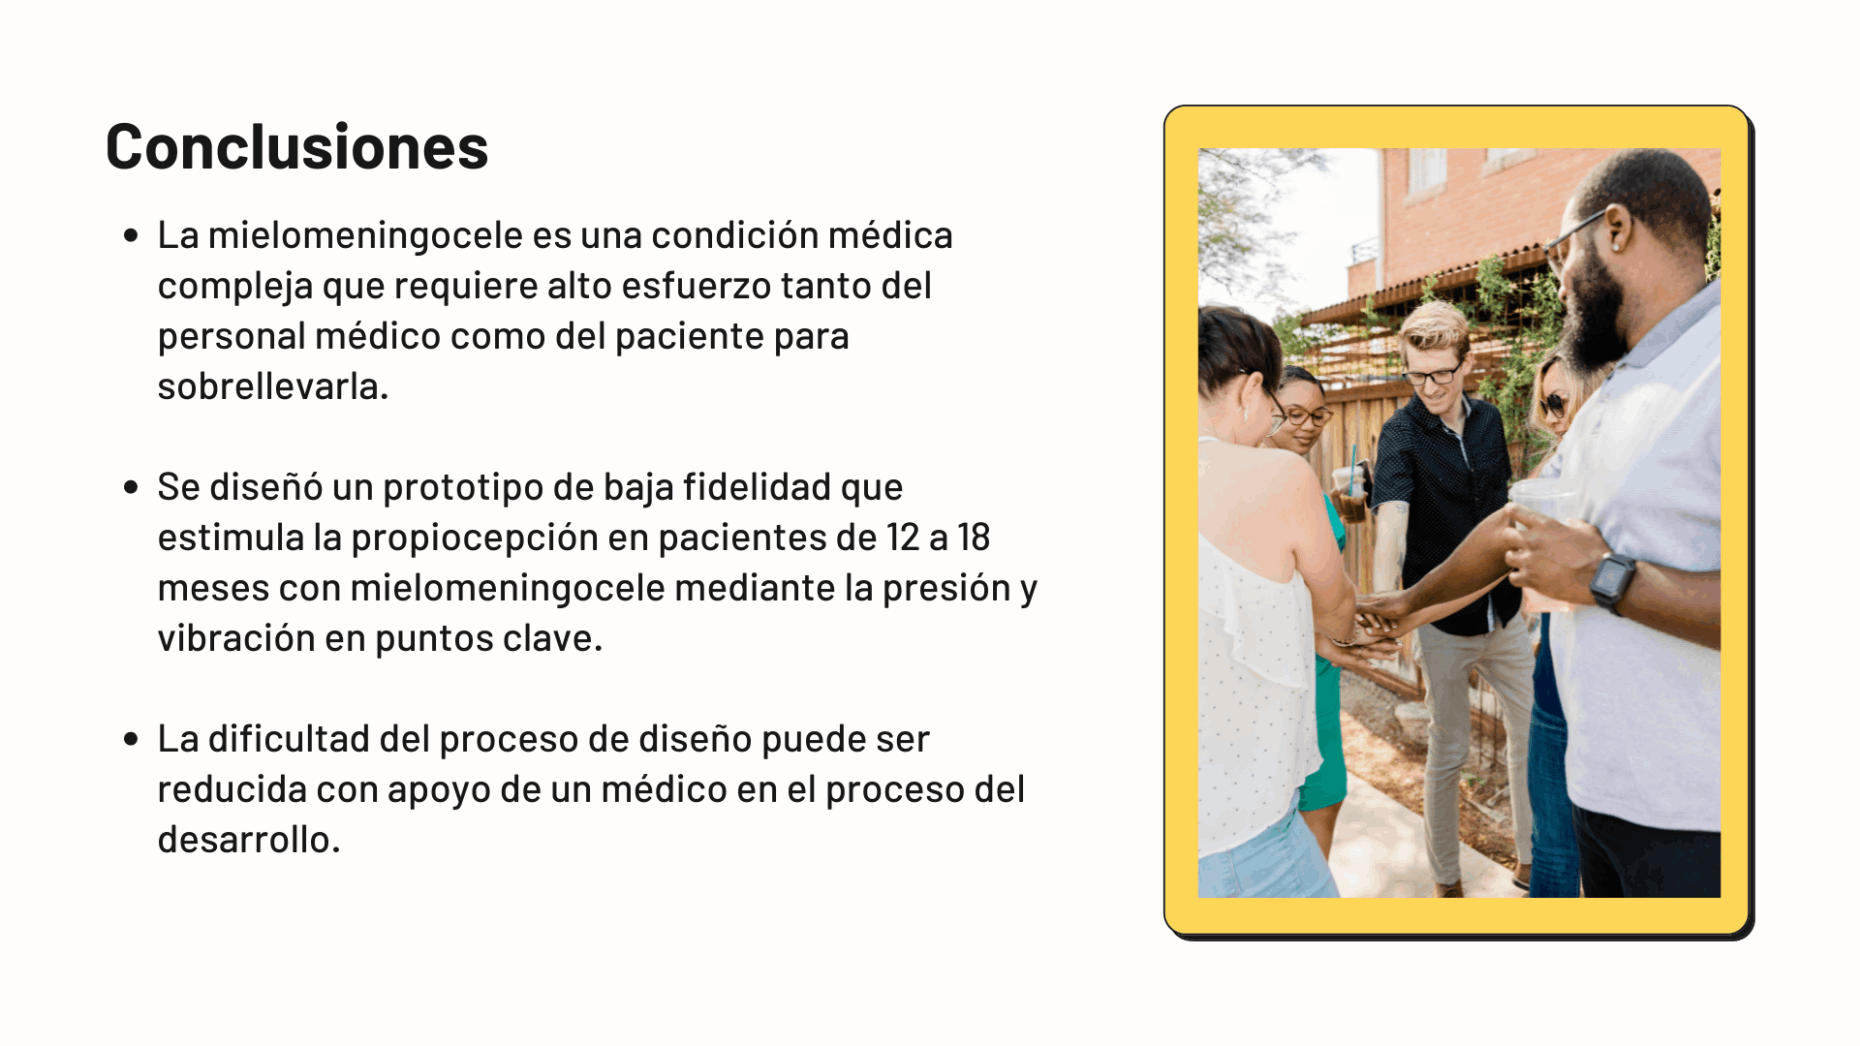 Conclusiones
• La mielomeningocele es una condición médica
compleja que requiere alto esfuerzo tanto del
personal médico como del paciente para
sobrellevarla.
• Se diseñó un prototipo de baja fidelidad que
estimula la propiocepción en pacientes de 12 a 18
meses con mielomeningocele mediante la presión y
vibración en puntos clave.
• La dificultad del proceso de diseño puede ser
reducida con apoyo de un médico en el proceso del
desarrollo.